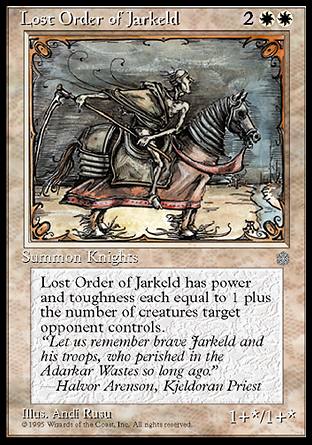 Lost Order of Jarkeld 2
Summon Knights
Lost Order of Jarkeld has power
and toughness each equal to 1 plus
the number of creatures target
opponent controls.
"Let us remember brave Jarkeld and
his troops, who perished in the
Adarkar Wastes so long ago."
—Halvor Arenson, Kjeldoran Priest
Illus. Andi Rusu
©1995 Wizards of the Coast, Inc. All rights reserved.
1+*/1+*